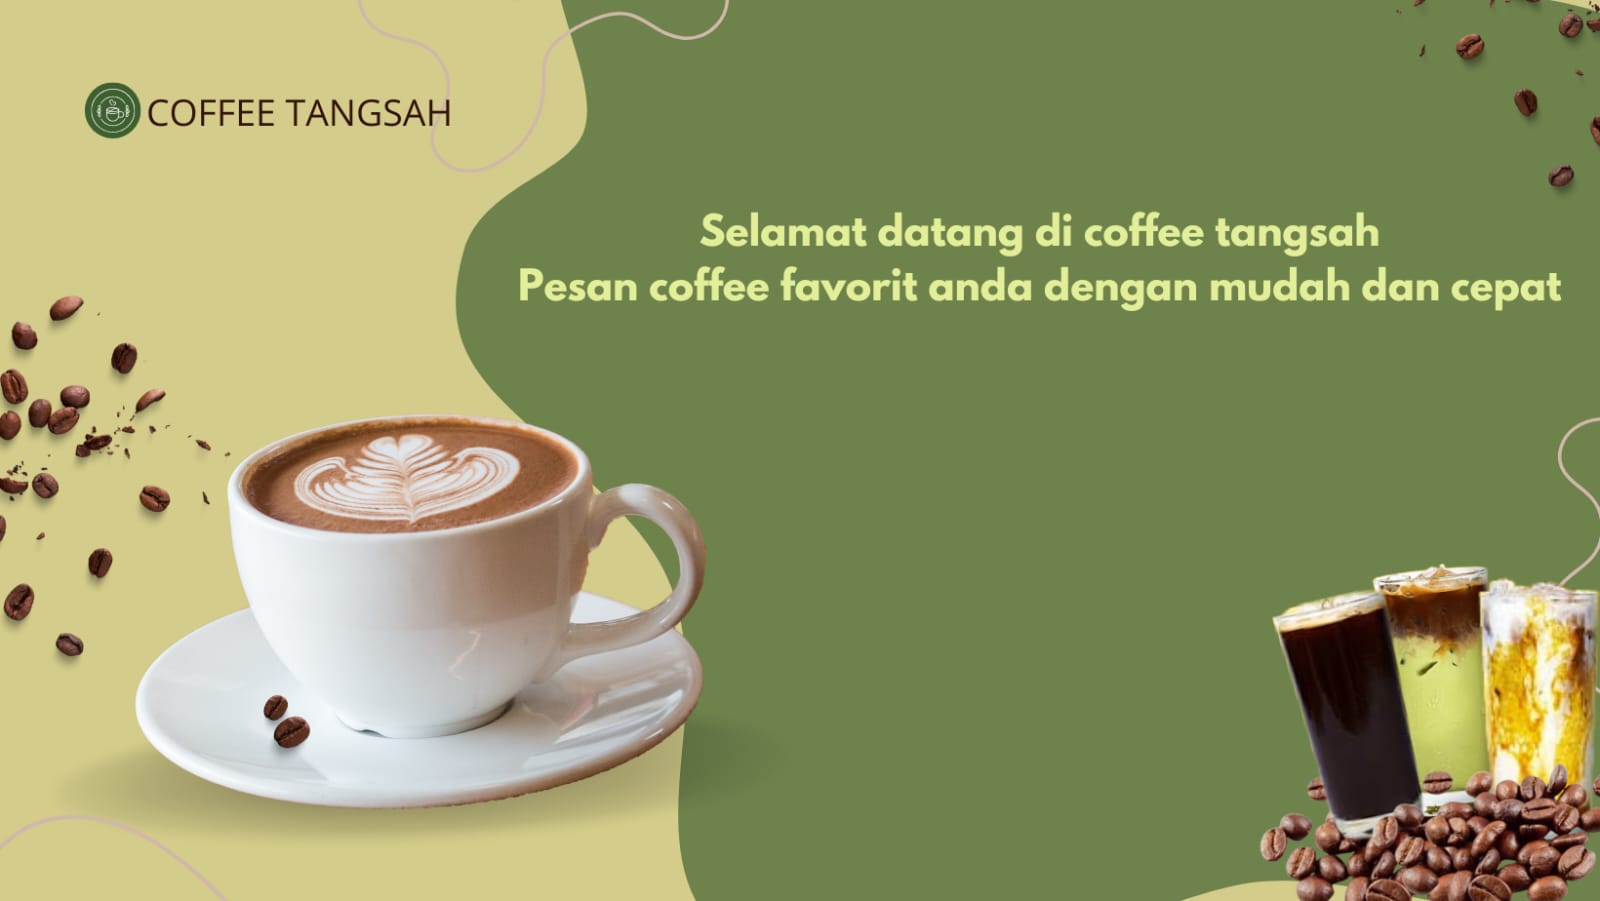 COFFEE TANGSAH
Selamat datang di coffee tangsah
Pesan coffee favorit anda dengan mudah dan cepat